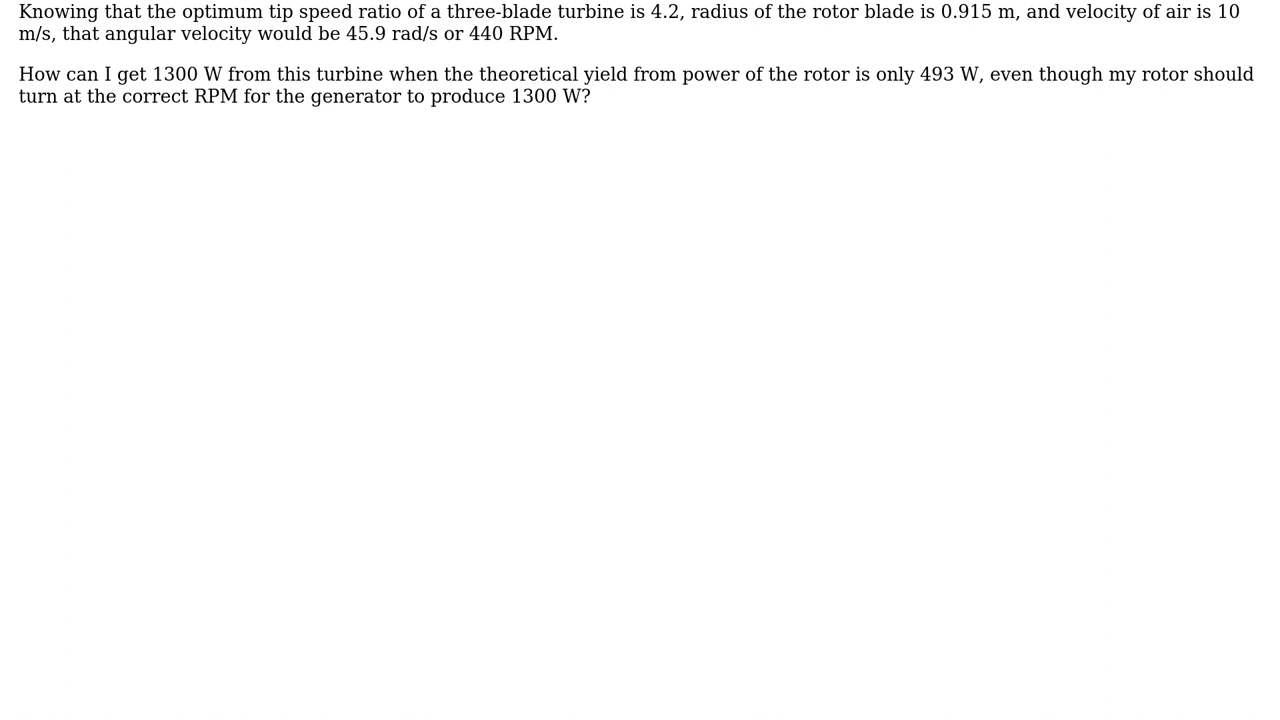 Knowing that the optimum tip speed ratio of a three-blade turbine is 4.2, radius of the rotor blade is 0.915 m, and velocity of air is 10
m/s, that angular velocity would be 45.9 rad/s or 440 RPM.
How can I get 1300 W from this turbine when the theoretical yield from power of the rotor is only 493 W, even though my rotor should
turn at the correct RPM for the generator to produce 1300 W?